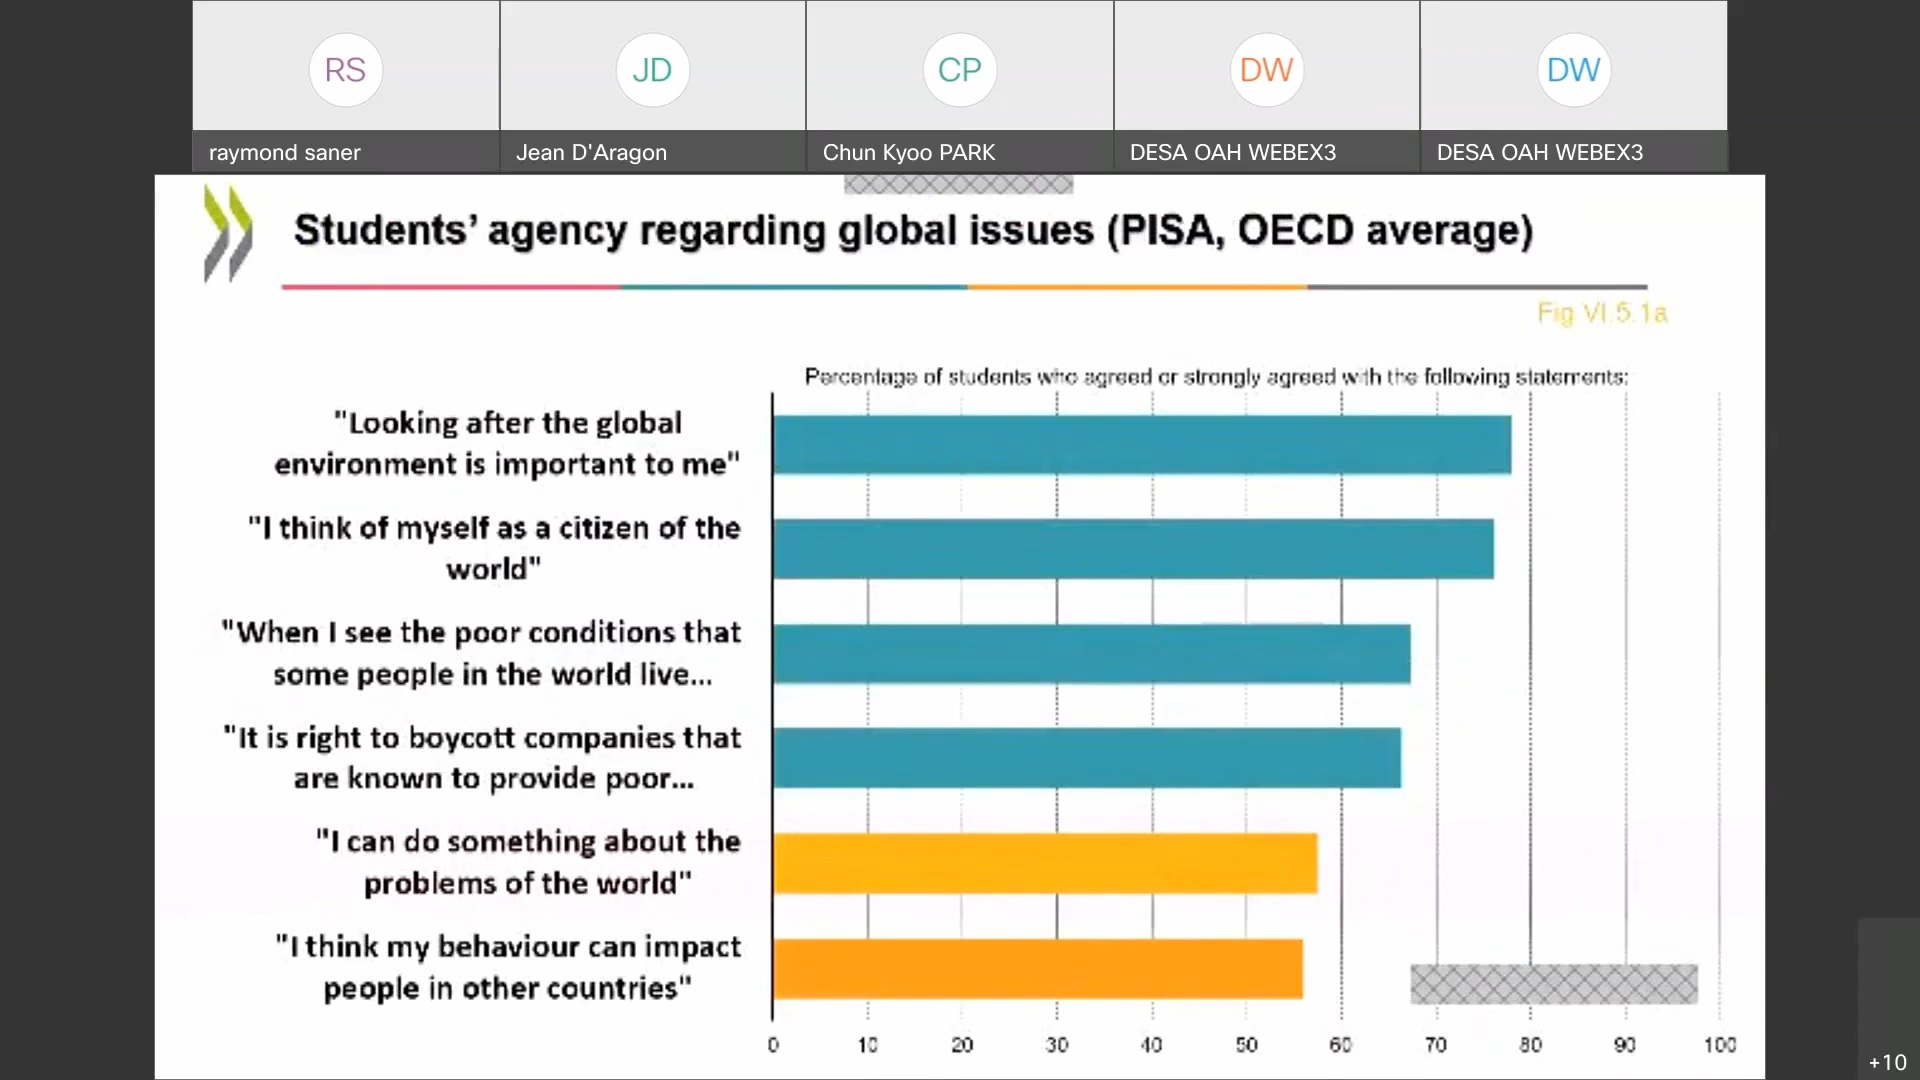 RS
JD
CP
DW
DW
raymond saner
Jean D'Aragon
Chun Kyoo PARK
DESA OAH WEBEX3
DESA OAH WEBEX3
Students' agency regarding global issues (PISA, OECD average)
Fig VI.5.1a
Percentage of students who agreed or strongly agreed with the following statements:
"Looking after the global
environment is important to me"
"I think of myself as a citizen of the
world"
"When I see the poor conditions that
some people in the world live...
"It is right to boycott companies that
are known to provide poor...
"I can do something about the
problems of the world"
"I think my behaviour can impact
people in other countries"
0 10 20 30 40 50 60 70 80 90 100
+10